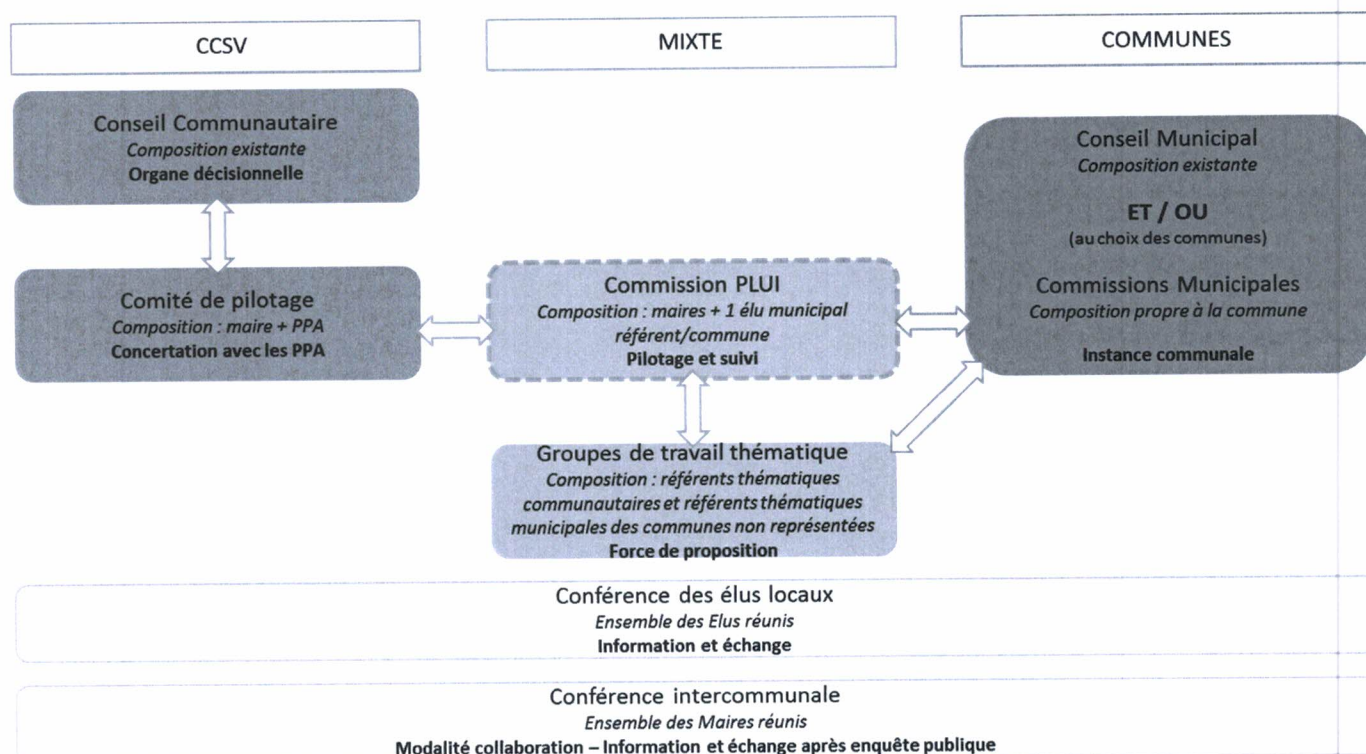 CCSV
MIXTE
COMMUNES
Conseil Communautaire
Composition existante
Organe décisionnelle
Comité de pilotage
Composition : maire + PPA
Concertation avec les PPA
Commission PLUI
Composition : maires + 1 élu municipal
référent/commune
Pilotage et suivi
Conseil Municipal
Composition existante
ET / OU
(au choix des communes)
Commissions Municipales
Composition propre à la commune
Instance communale
Groupes de travail thématique
Composition : référents thématiques
communautaires et référents thématiques
municipales des communes non représentées
Force de proposition
Conférence des élus locaux
Ensemble des Elus réunis
Information et échange
Conférence intercommunale
Ensemble des Maires réunis
Modalité collaboration – Information et échange après enquête publique